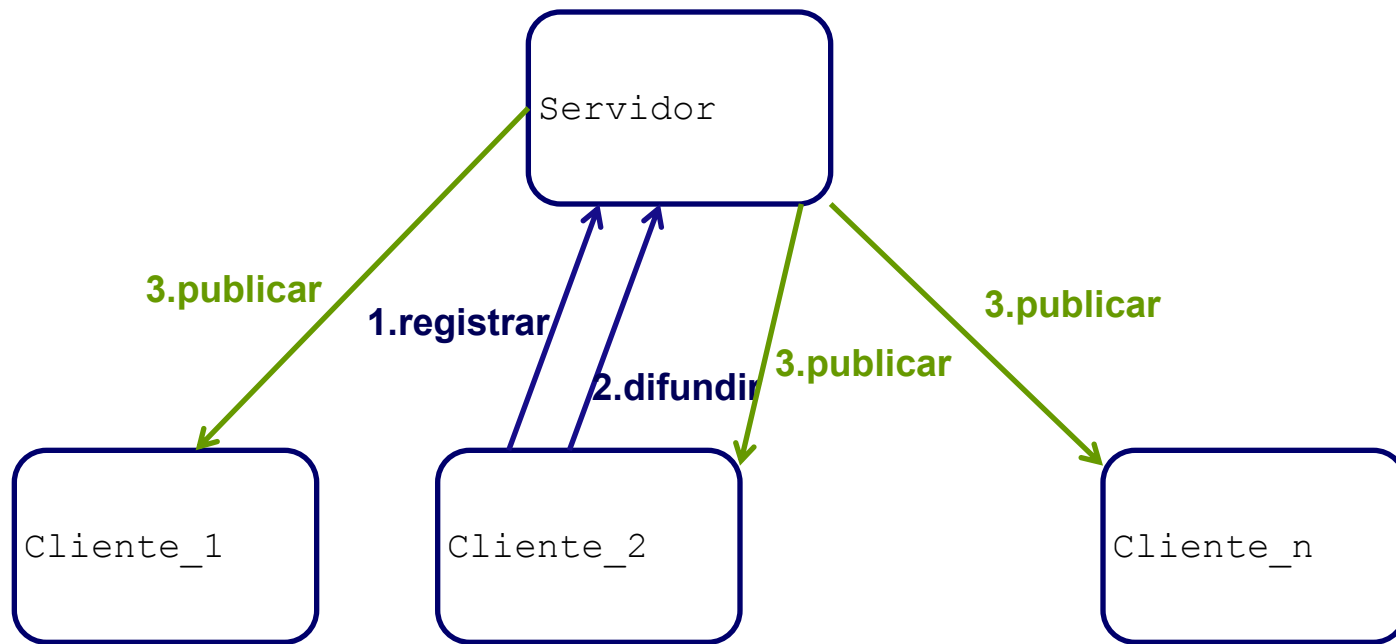 Servidor
3.publicar
1.registrar
3.publicar
3.publicar
2.difundir
Cliente_1
Cliente_2
Cliente_n